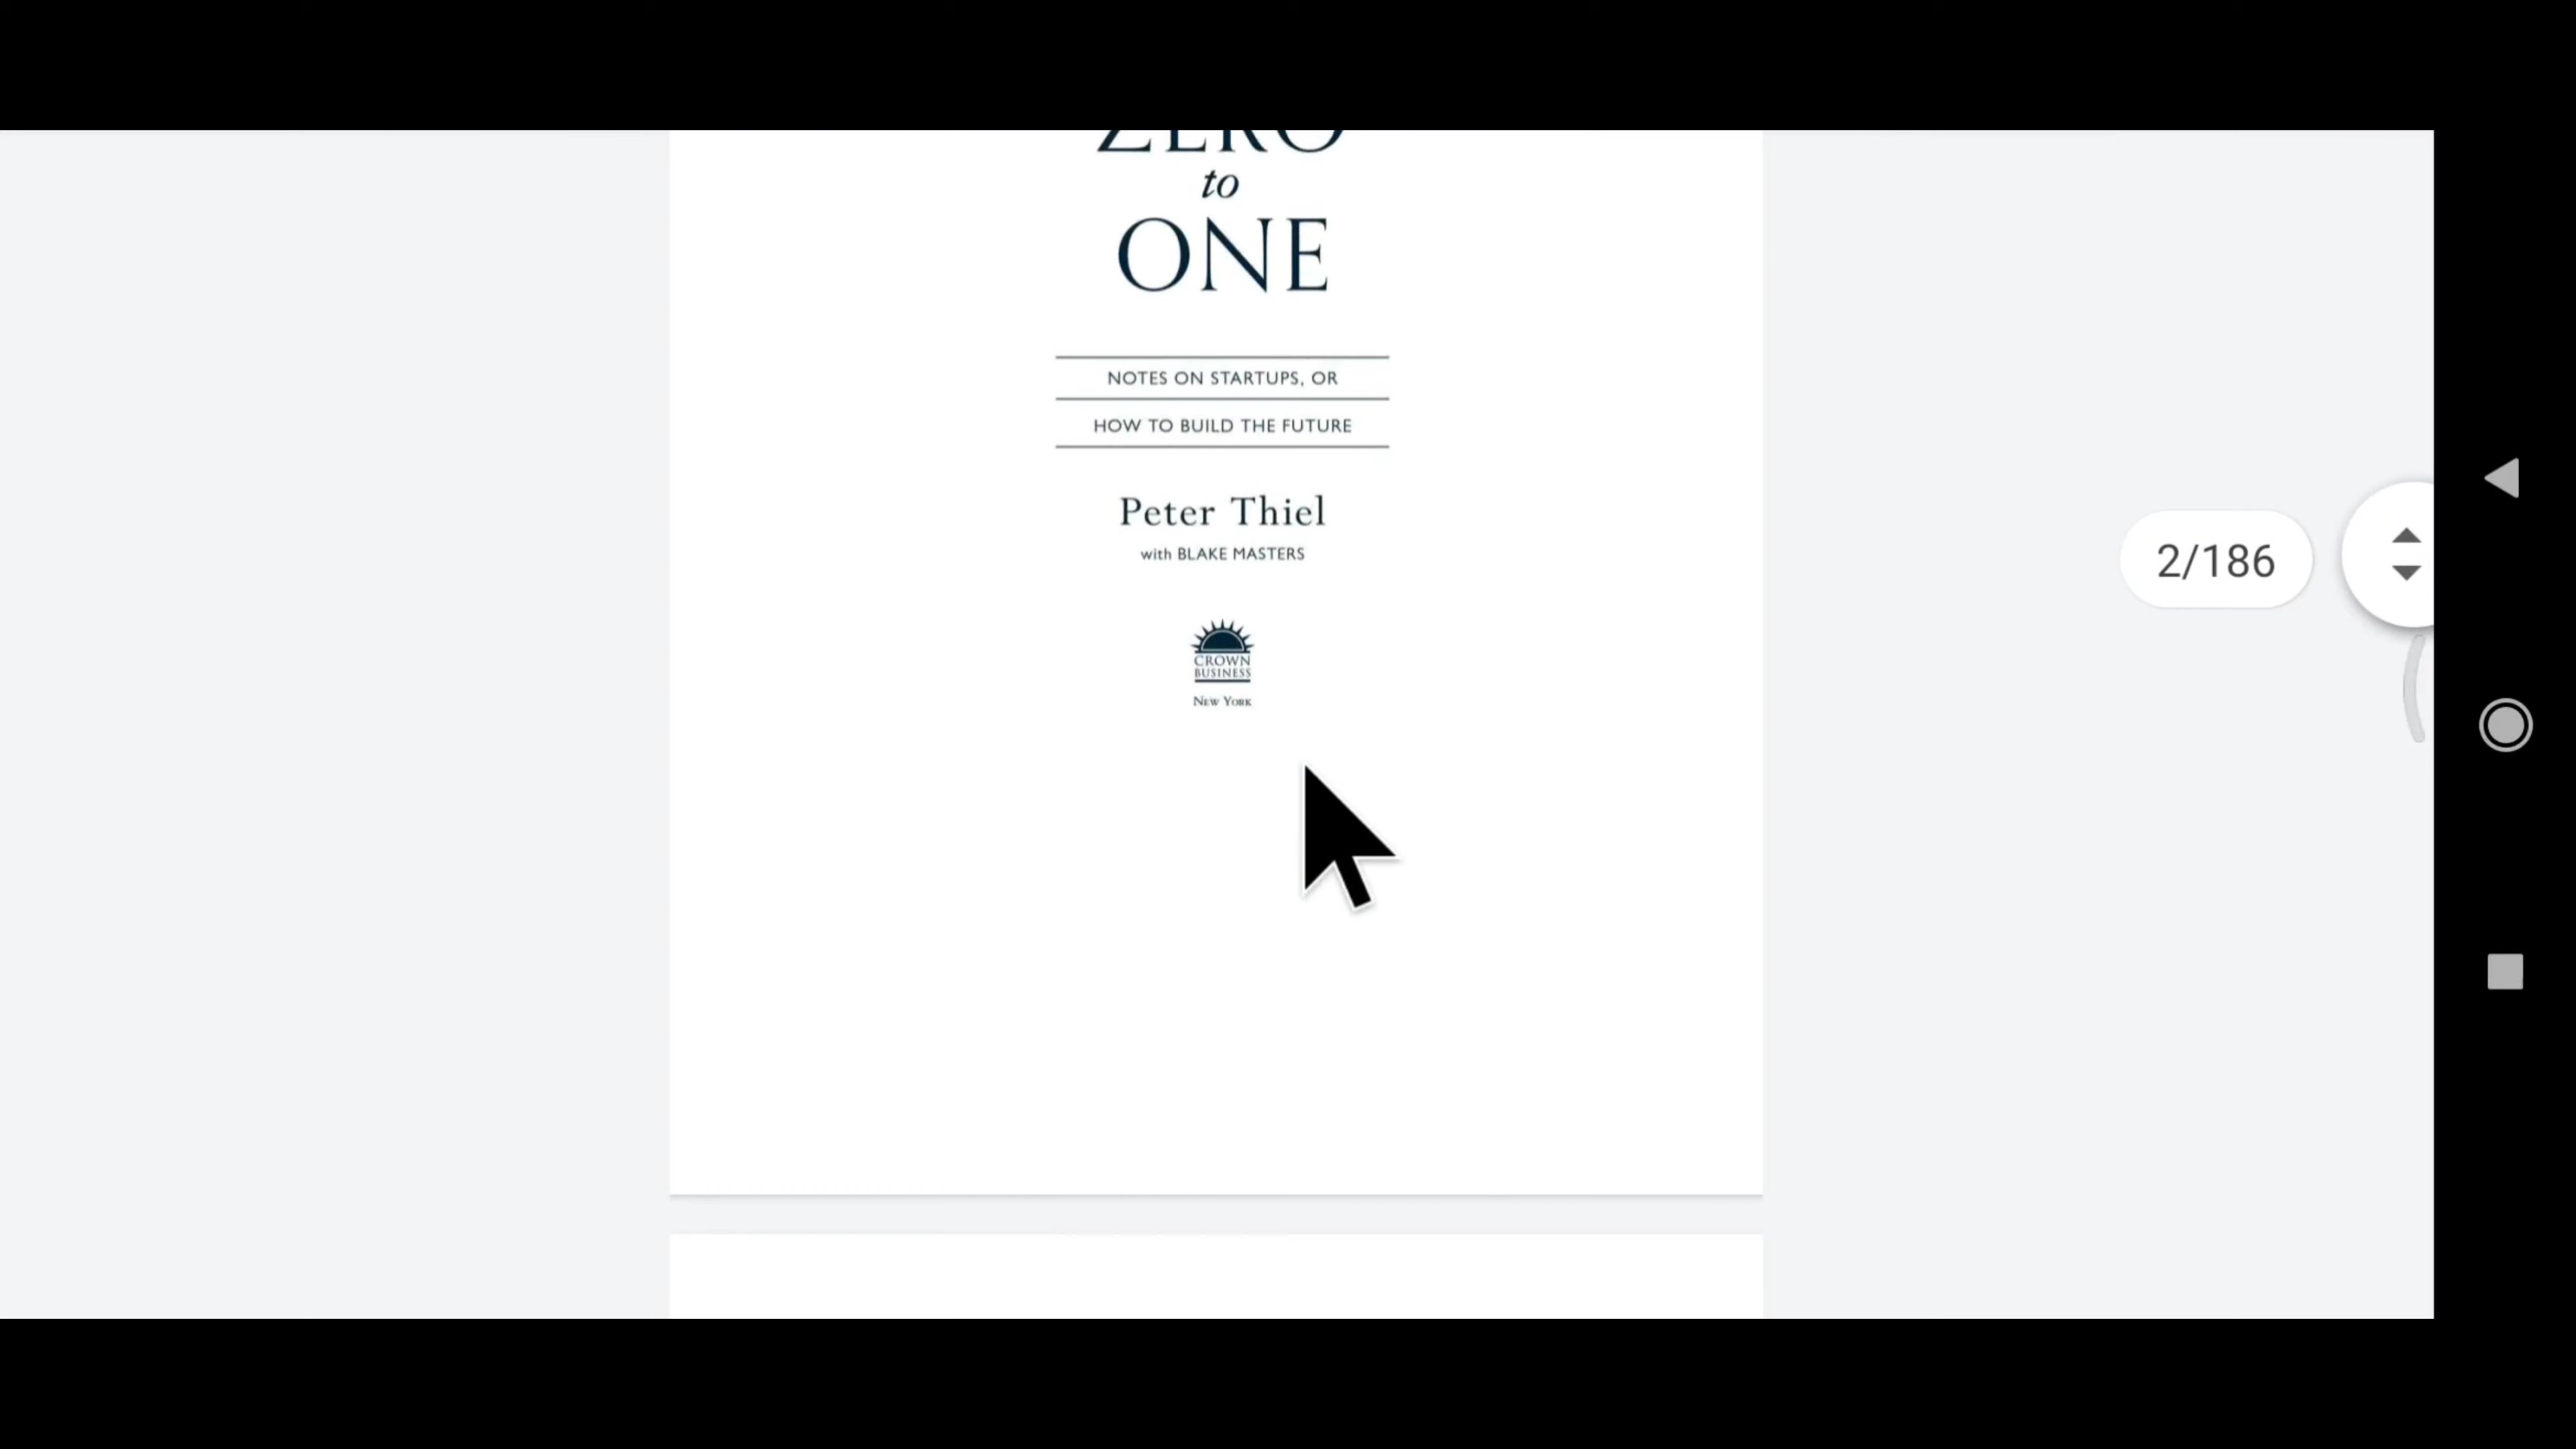 ZERO
to
ONE
NOTES ON STARTUPS, OR
HOW TO BUILD THE FUTURE
Peter Thiel
with BLAKE MASTERS
CROWN
BUSINESS
NEW YORK
2/186